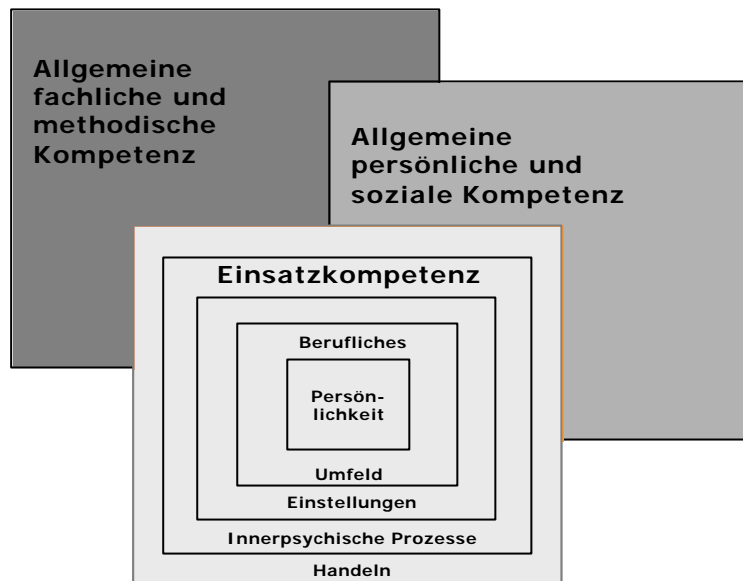 Allgemeine
fachliche und
methodische
Kompetenz
Allgemeine
persönliche und
soziale Kompetenz
Einsatzkompetenz
Berufliches
Persön-
lichkeit
Umfeld
Einstellungen
Innerpsychische Prozesse
Handeln